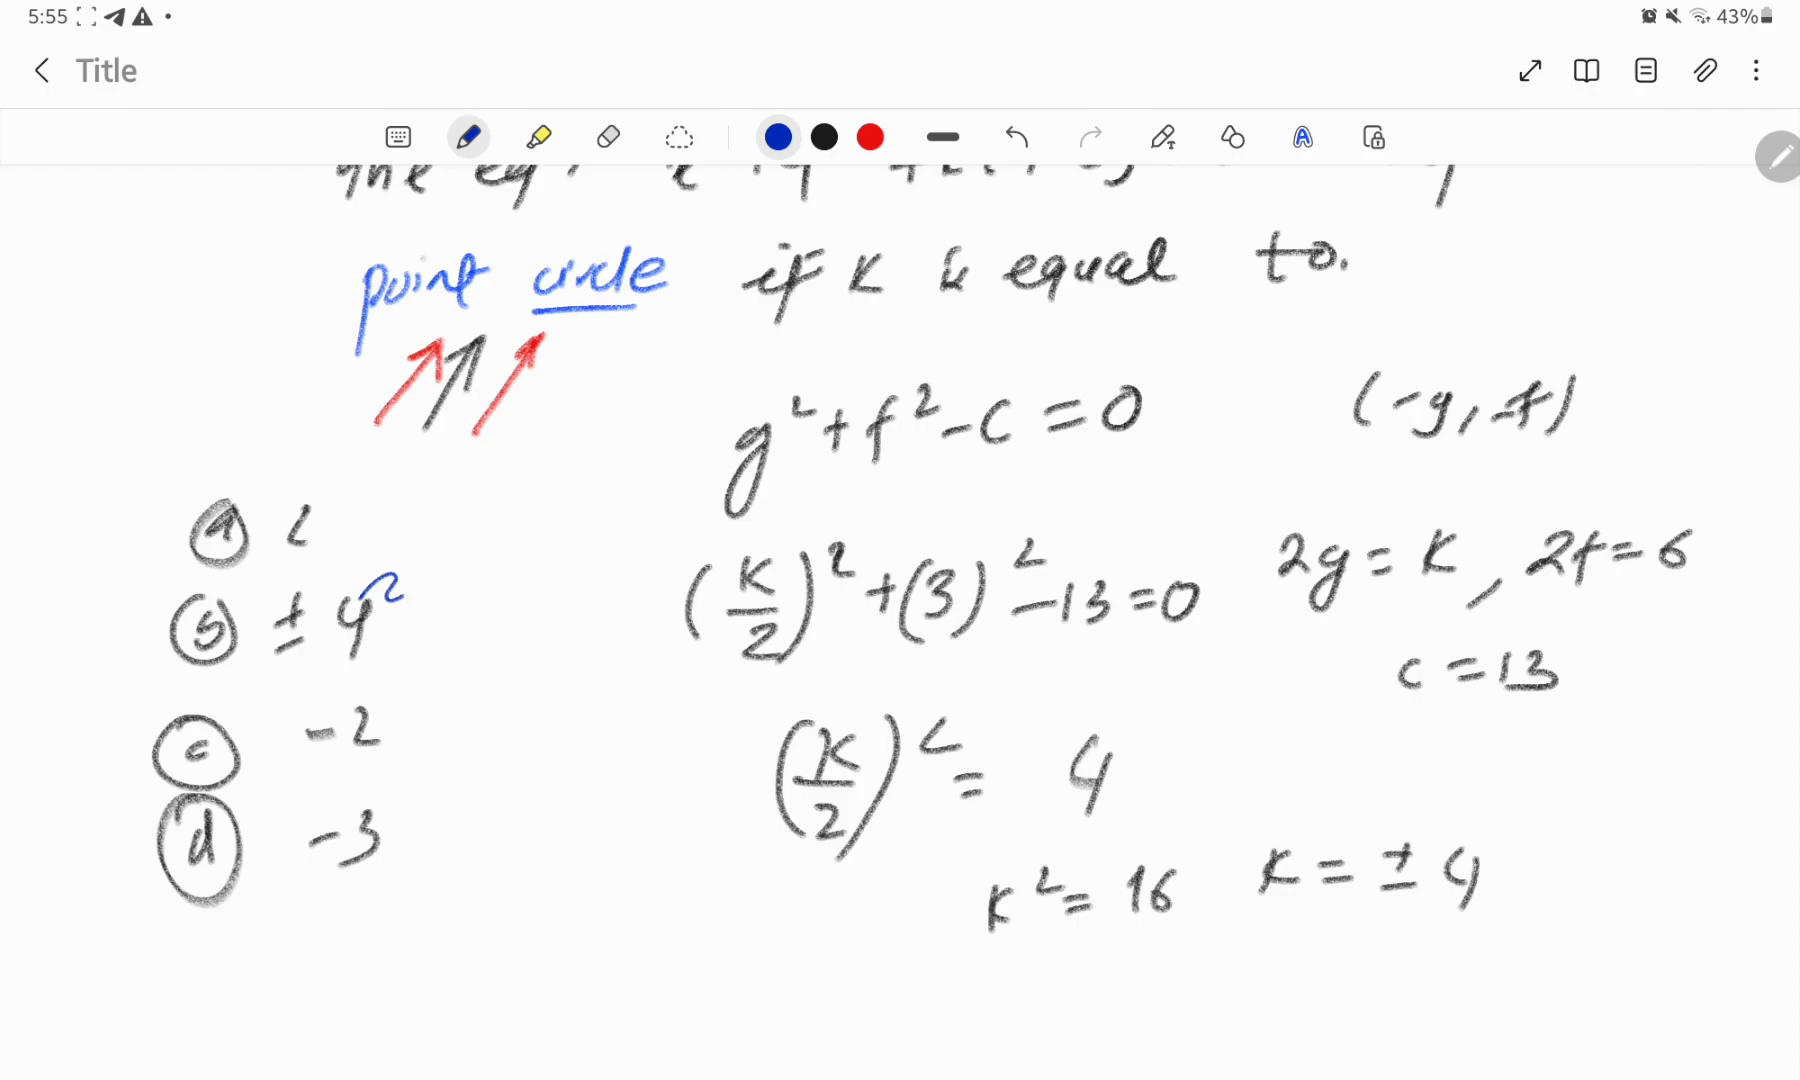 5:55
43%
Title
point circle if K is equal to.
g²+f²-c=0 (-g,-f)
a 2
2g=K, 2f=6
b ± 4
(K/2)²+(3)²-13=0
c=13
c -2
(K/2)²= 4
d -3
K²= 16 K=±4